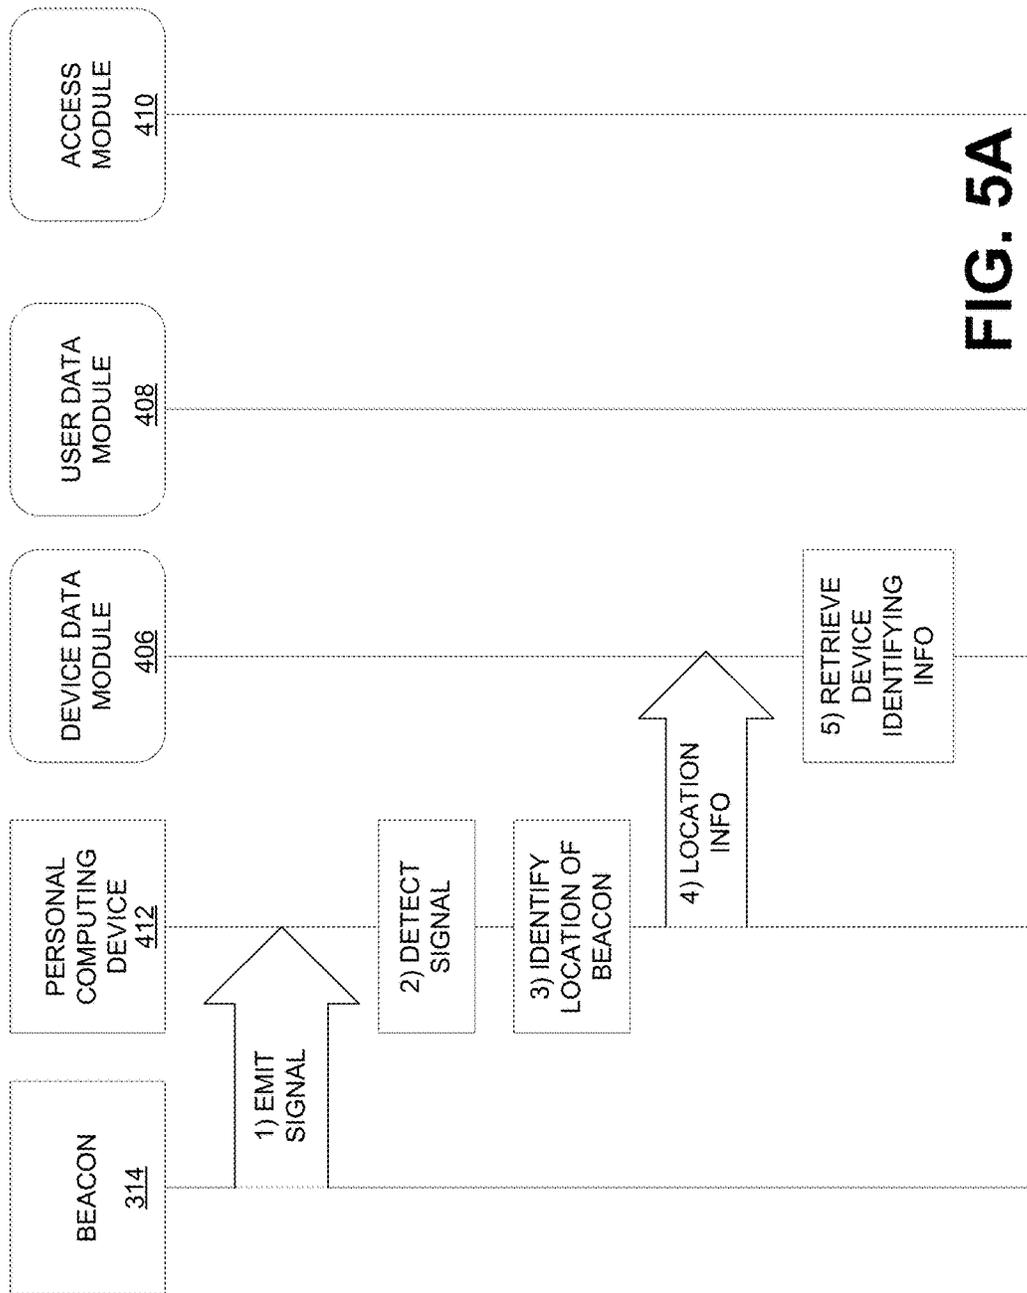 BEACON
314
PERSONAL
COMPUTING
DEVICE
412
DEVICE DATA
MODULE
406
USER DATA
MODULE
408
ACCESS
MODULE
410
1) EMIT
SIGNAL
2) DETECT
SIGNAL
3) IDENTIFY
LOCATION OF
BEACON
4) LOCATION
INFO
5) RETRIEVE
DEVICE
IDENTIFYING
INFO
FIG. 5A